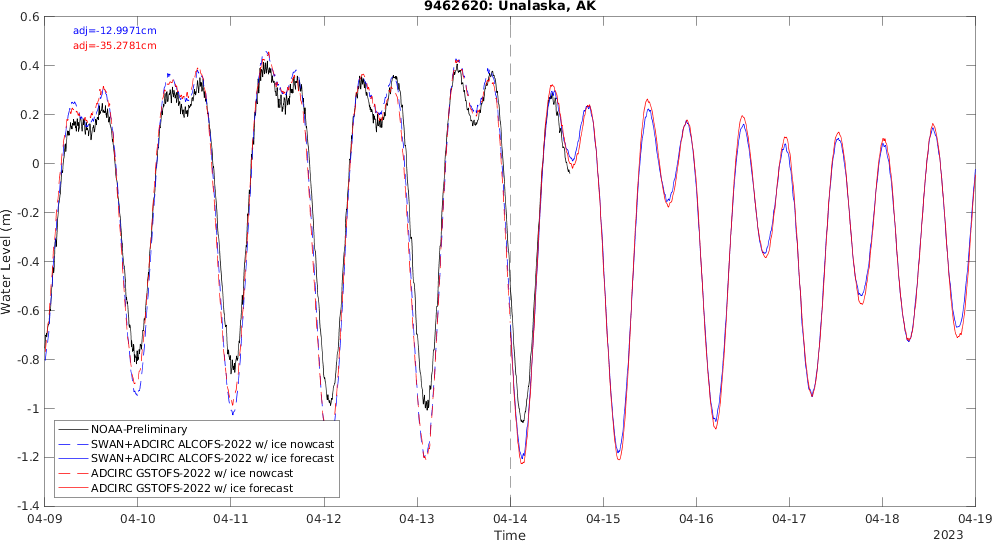 9462620: Unalaska, AK
adj=-12.9971cm
adj=-35.2781cm
0.6
0.4
0.2
0
-0.2
-0.4
-0.6
-0.8
-1
-1.2
-1.4
Water Level (m)
NOAA-Preliminary
SWAN+ADCIRC ALCOFS-2022 w/ ice nowcast
SWAN+ADCIRC ALCOFS-2022 w/ ice forecast
ADCIRC GSTOFS-2022 w/ ice nowcast
ADCIRC GSTOFS-2022 w/ ice forecast
04-09 04-10 04-11 04-12 04-13 04-14 04-15 04-16 04-17 04-18 04-19
Time
2023